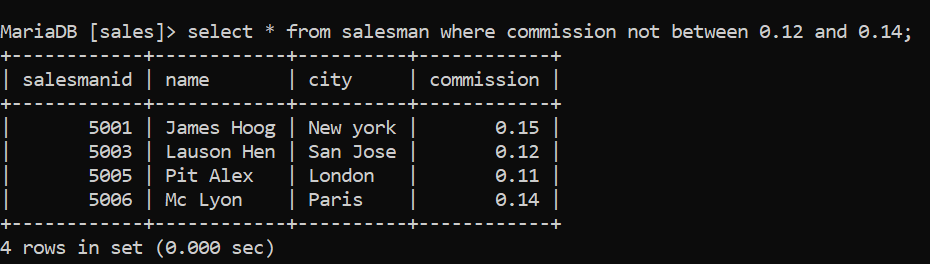 MariaDB [sales]> select * from salesman where commission not between 0.12 and 0.14;
+------------+------------+----------+------------+
| salesmanid | name       | city     | commission |
+------------+------------+----------+------------+
|       5001 | James Hoog | New york |       0.15 |
|       5003 | Lauson Hen | San Jose |       0.12 |
|       5005 | Pit Alex   | London   |       0.11 |
|       5006 | Mc Lyon    | Paris    |       0.14 |
+------------+------------+----------+------------+
4 rows in set (0.000 sec)